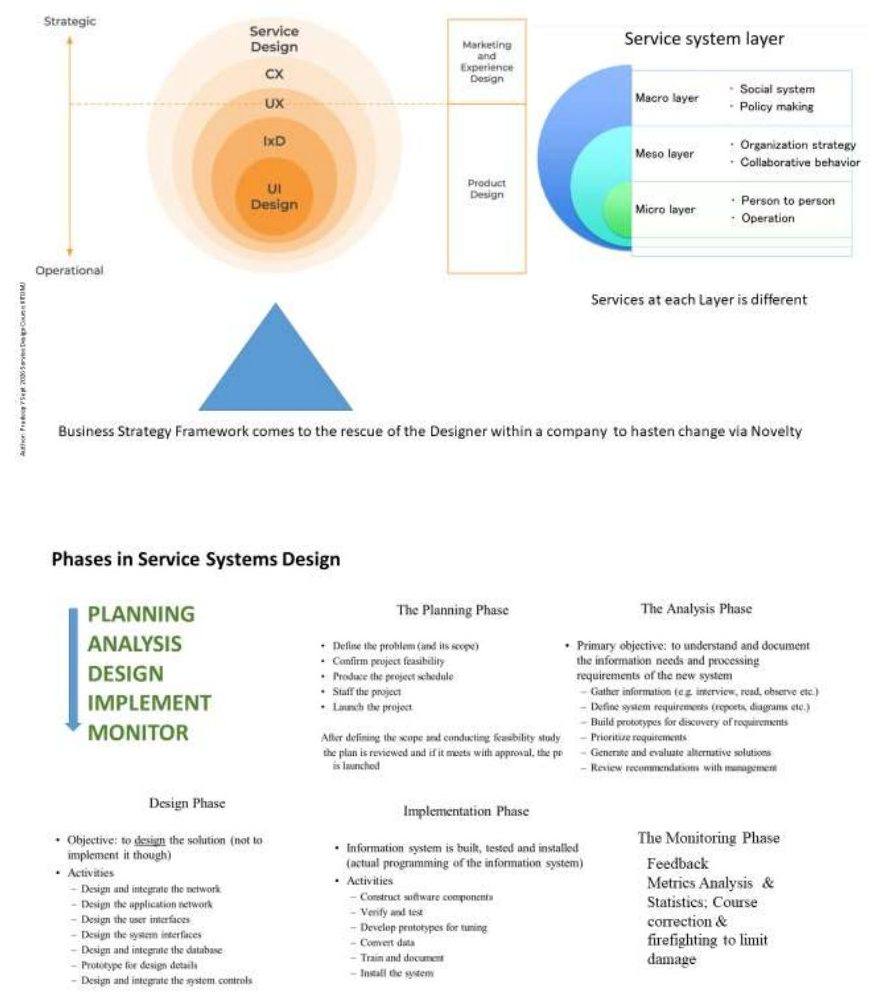 Strategic
Service
Design
CX
UX
IxD
UI
Design
Operational
Marketing
and
Experience
Design
Product
Design
Service system layer
Macro layer
・ Social system
・ Policy making
Meso layer
・ Organization strategy
・ Collaborative behavior
Micro layer
・ Person to person
・ Operation
Services at each Layer is different
Business Strategy Framework comes to the rescue of the Designer within a company to hasten change via Novelty
Phases in Service Systems Design
PLANNING
ANALYSIS
DESIGN
IMPLEMENT
MONITOR
The Planning Phase
• Define the problem (and its scope)
• Confirm project feasibility
• Produce the project schedule
• Staff the project
• Launch the project
After defining the scope and conducting feasibility study
the plan is reviewed and if it meets with approval, the pr
is launched
The Analysis Phase
• Primary objective: to understand and document
the information needs and processing
requirements of the new system
– Gather information (e.g. interview, read, observe etc.)
– Define system requirements (reports, diagrams etc.)
– Build prototypes for discovery of requirements
– Prioritize requirements
– Generate and evaluate alternative solutions
– Review recommendations with management
Design Phase
• Objective: to design the solution (not to
implement it though)
• Activities
– Design and integrate the network
– Design the application network
– Design the user interfaces
– Design the system interfaces
– Design and integrate the database
– Prototype for design details
– Design and integrate the system controls
Implementation Phase
• Information system is built, tested and installed
(actual programming of the information system)
• Activities
– Construct software components
– Verify and test
– Develop prototypes for tuning
– Convert data
– Train and document
– Install the system
The Monitoring Phase
Feedback
Metrics Analysis &
Statistics; Course
correction &
firefighting to limit
damage